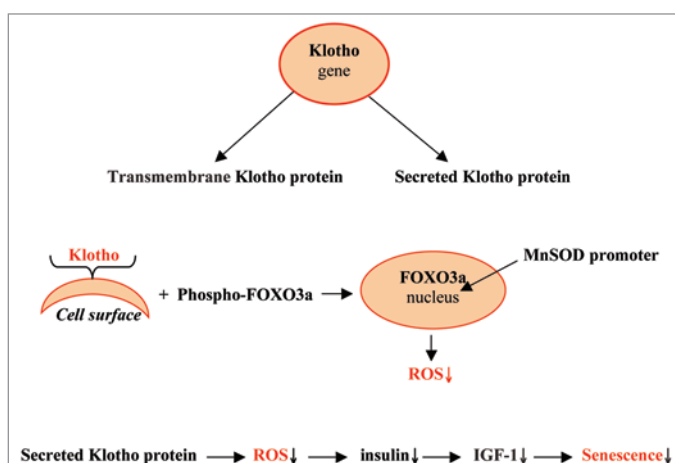 Klotho
gene
Transmembrane Klotho protein
Secreted Klotho protein
Klotho
MnSOD promoter
FOXO3a
nucleus
+ Phospho-FOXO3a
Cell surface
ROS↓
Secreted Klotho protein → ROS↓ → insulin↓ → IGF-1↓ → Senescence↓